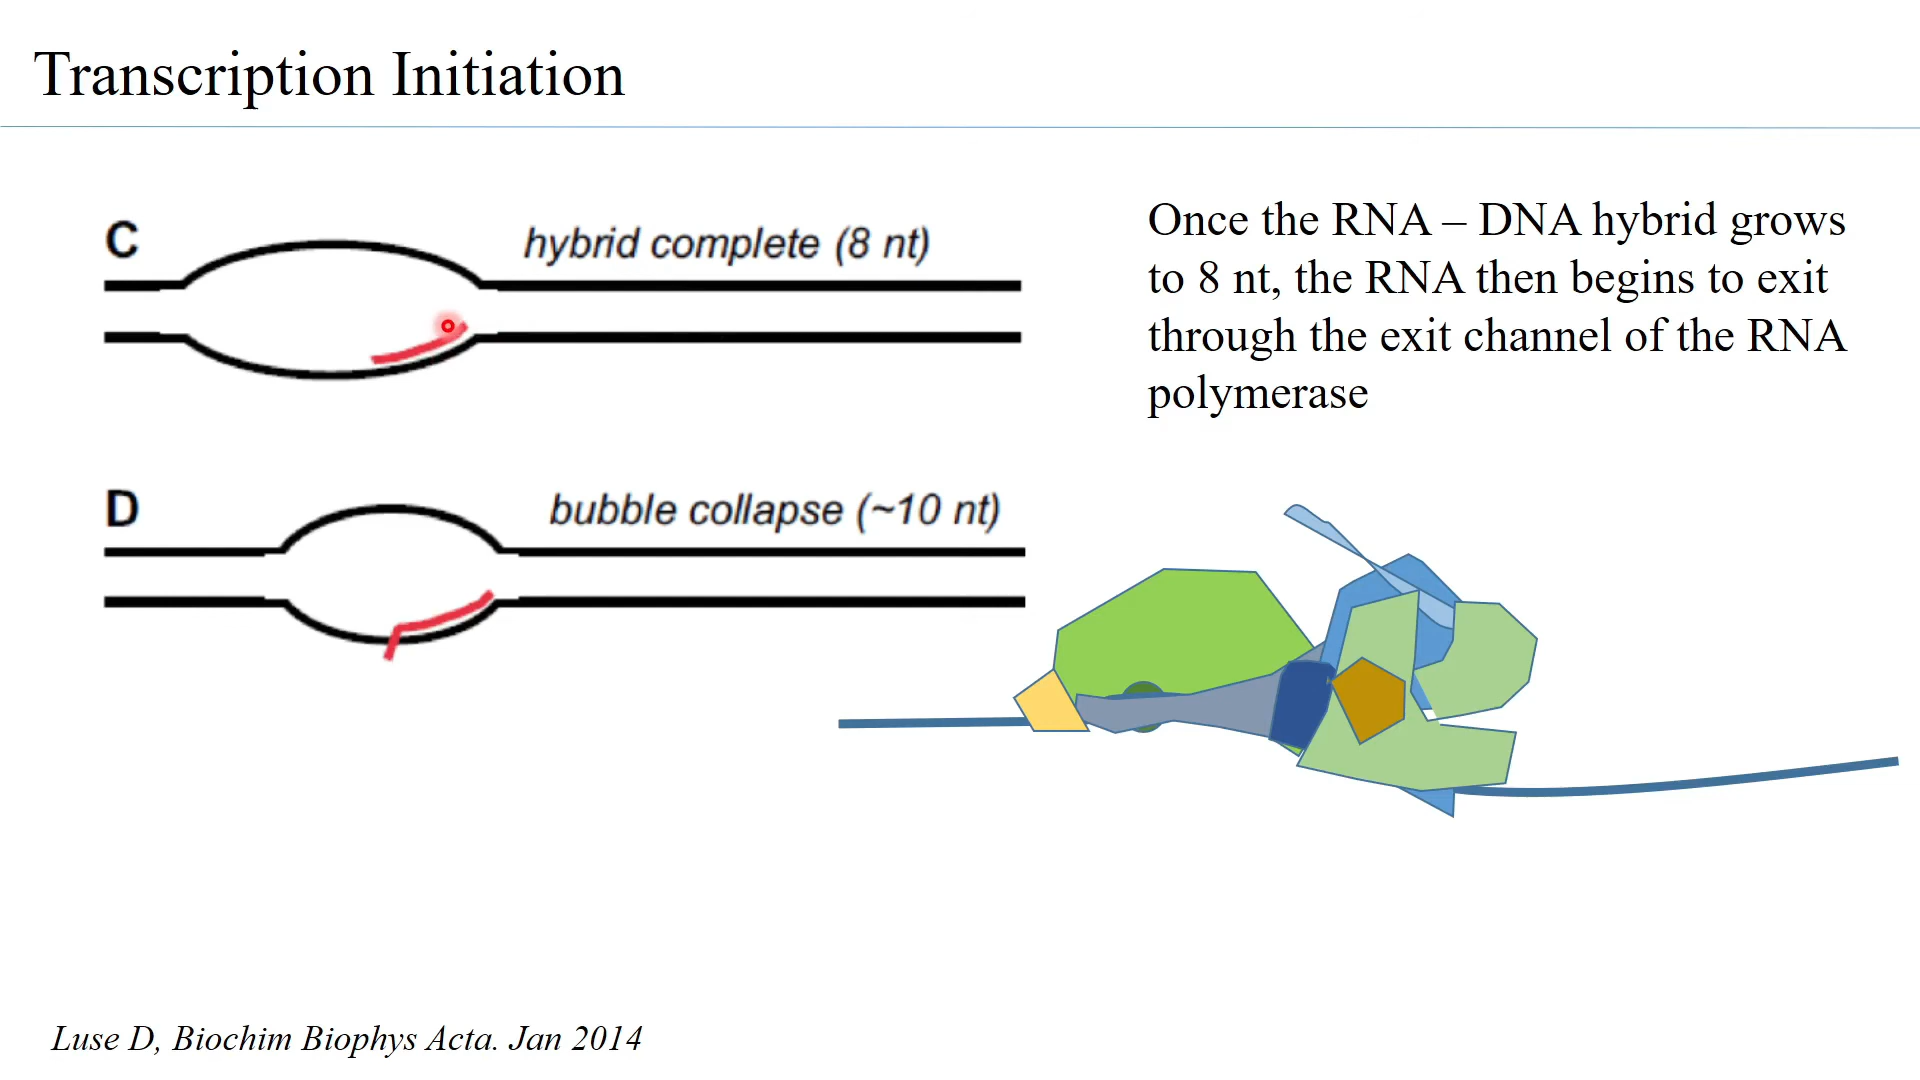 Transcription Initiation
C
hybrid complete (8 nt)
Once the RNA – DNA hybrid grows
to 8 nt, the RNA then begins to exit
through the exit channel of the RNA
polymerase
D
bubble collapse (~10 nt)
Luse D, Biochim Biophys Acta. Jan 2014